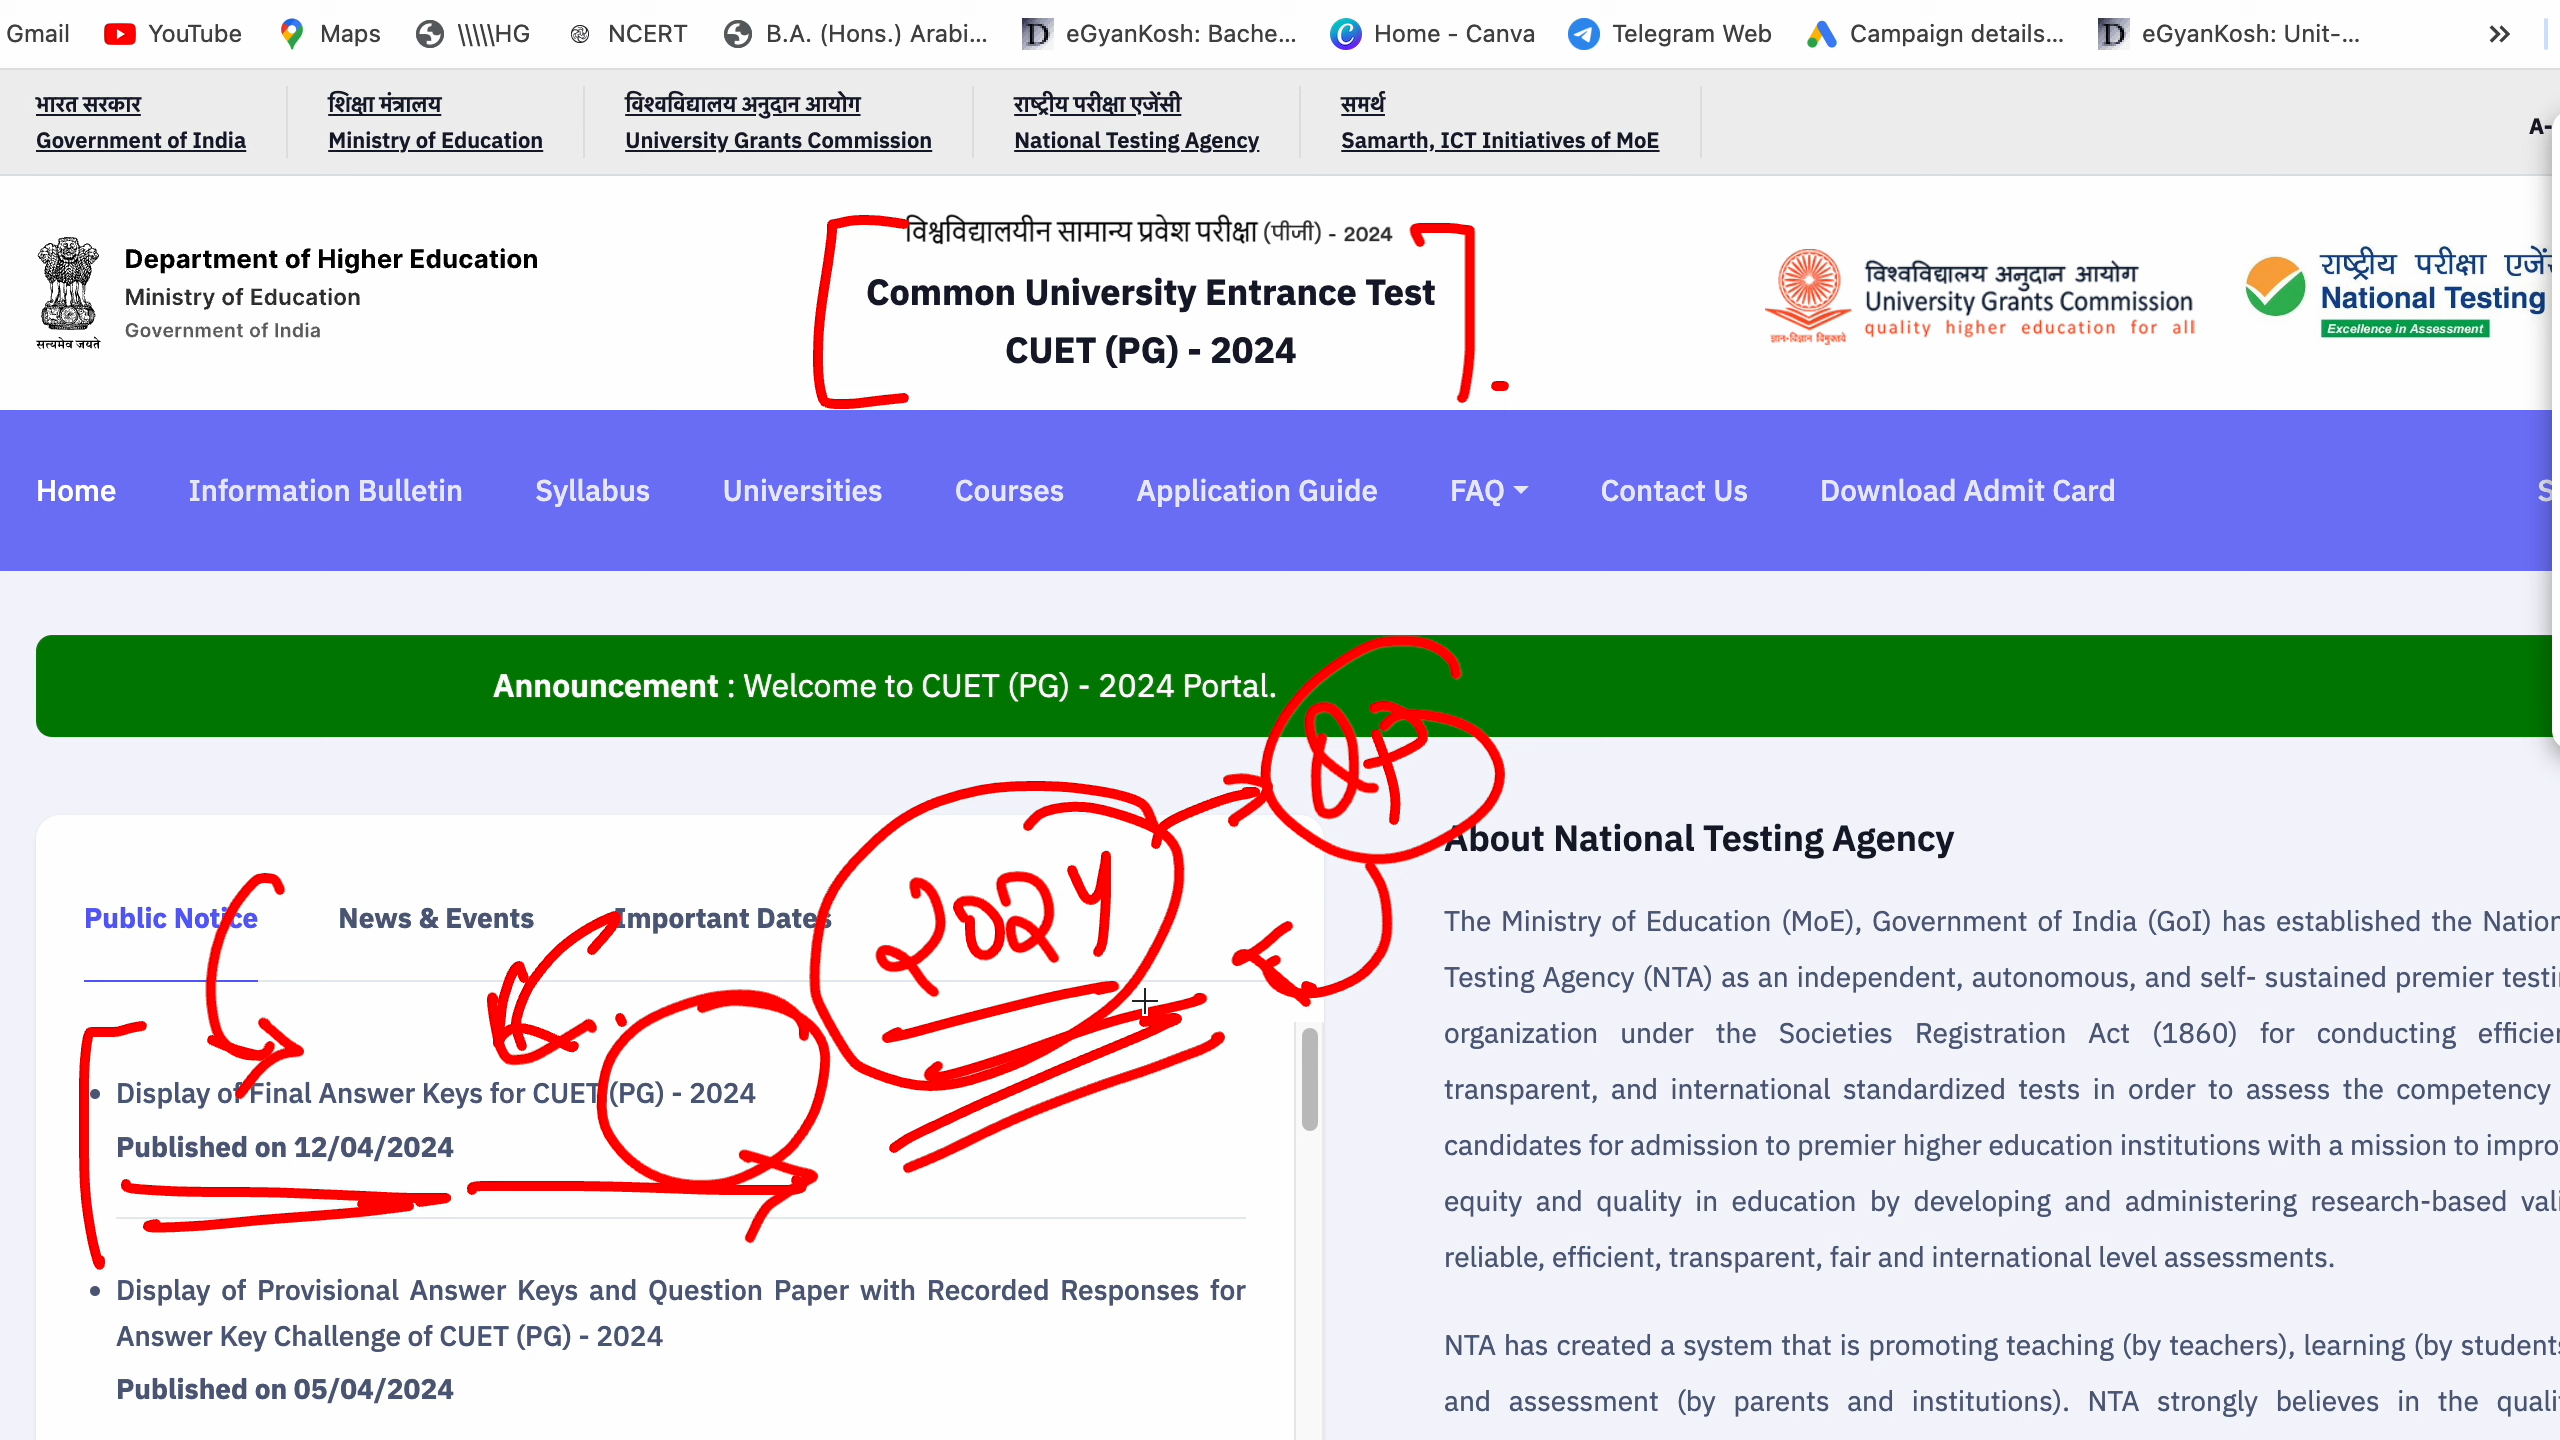 Gmail YouTube Maps \\\\\HG NCERT B.A. (Hons.) Arabi... eGyanKosh: Bache... Home - Canva Telegram Web Campaign details... eGyanKosh: Unit-...
भारत सरकार शिक्षा मंत्रालय विश्वविद्यालय अनुदान आयोग राष्ट्रीय परीक्षा एजेंसी समर्थ
Government of India Ministry of Education University Grants Commission National Testing Agency Samarth, ICT Initiatives of MoE A-
विश्वविद्यालयीन सामान्य प्रवेश परीक्षा (पीजी) - 2024
Common University Entrance Test
CUET (PG) - 2024
Department of Higher Education
Ministry of Education
Government of India
सत्यमेव जयते
विश्वविद्यालय अनुदान आयोग
University Grants Commission
quality higher education for all
ज्ञान-विज्ञान विमुक्तये
राष्ट्रीय परीक्षा
National Testing
Excellence in Assessment
Home Information Bulletin Syllabus Universities Courses Application Guide FAQ Contact Us Download Admit Card
Announcement : Welcome to CUET (PG) - 2024 Portal.
QP
2024
Public Notice News & Events Important Dates
Display of Final Answer Keys for CUET (PG) - 2024
Published on 12/04/2024
Display of Provisional Answer Keys and Question Paper with Recorded Responses for
Answer Key Challenge of CUET (PG) - 2024
Published on 05/04/2024
About National Testing Agency
The Ministry of Education (MoE), Government of India (GoI) has established the Nation
Testing Agency (NTA) as an independent, autonomous, and self- sustained premier testi
organization under the Societies Registration Act (1860) for conducting efficie
transparent, and international standardized tests in order to assess the competency
candidates for admission to premier higher education institutions with a mission to impro
equity and quality in education by developing and administering research-based vali
reliable, efficient, transparent, fair and international level assessments.
NTA has created a system that is promoting teaching (by teachers), learning (by student
and assessment (by parents and institutions). NTA strongly believes in the quali